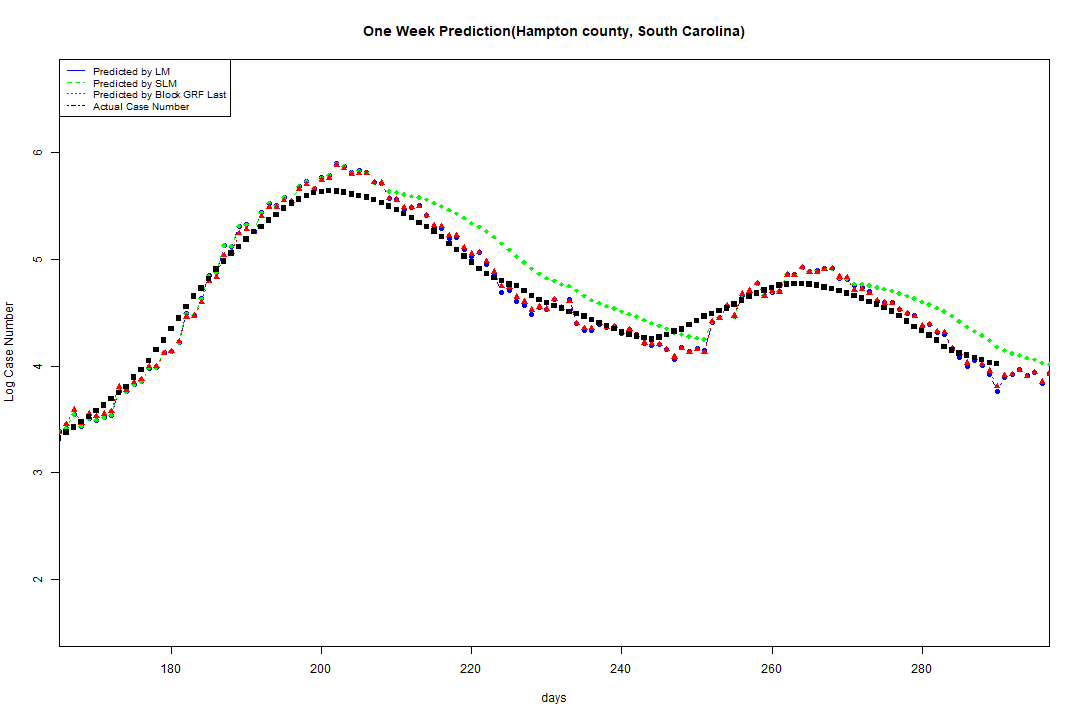 One Week Prediction(Hampton county, South Carolina)
Predicted by LM
Predicted by SLM
Predicted by Block GRF Last
Actual Case Number
6
5
4
3
2
Log Case Number
180 200 220 240 260 280
days